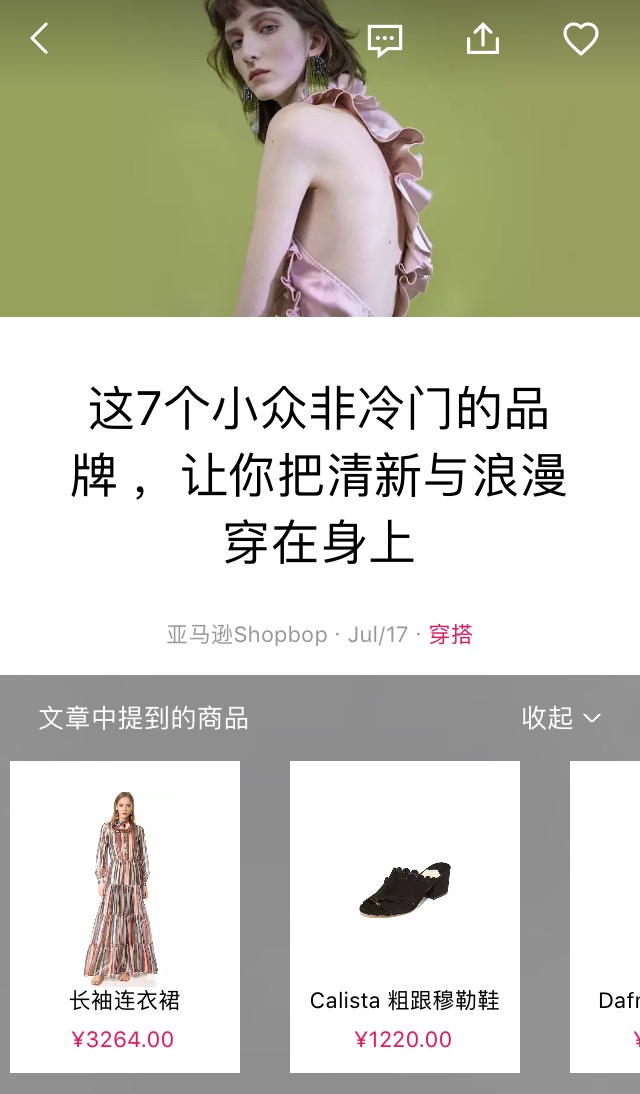 这7个小众非冷门的品
牌， 让你把清新与浪漫
穿在身上
亚马逊Shopbop · Jul/17 · 穿搭
文章中提到的商品
收起
长袖连衣裙
¥3264.00
Calista 粗跟穆勒鞋
¥1220.00